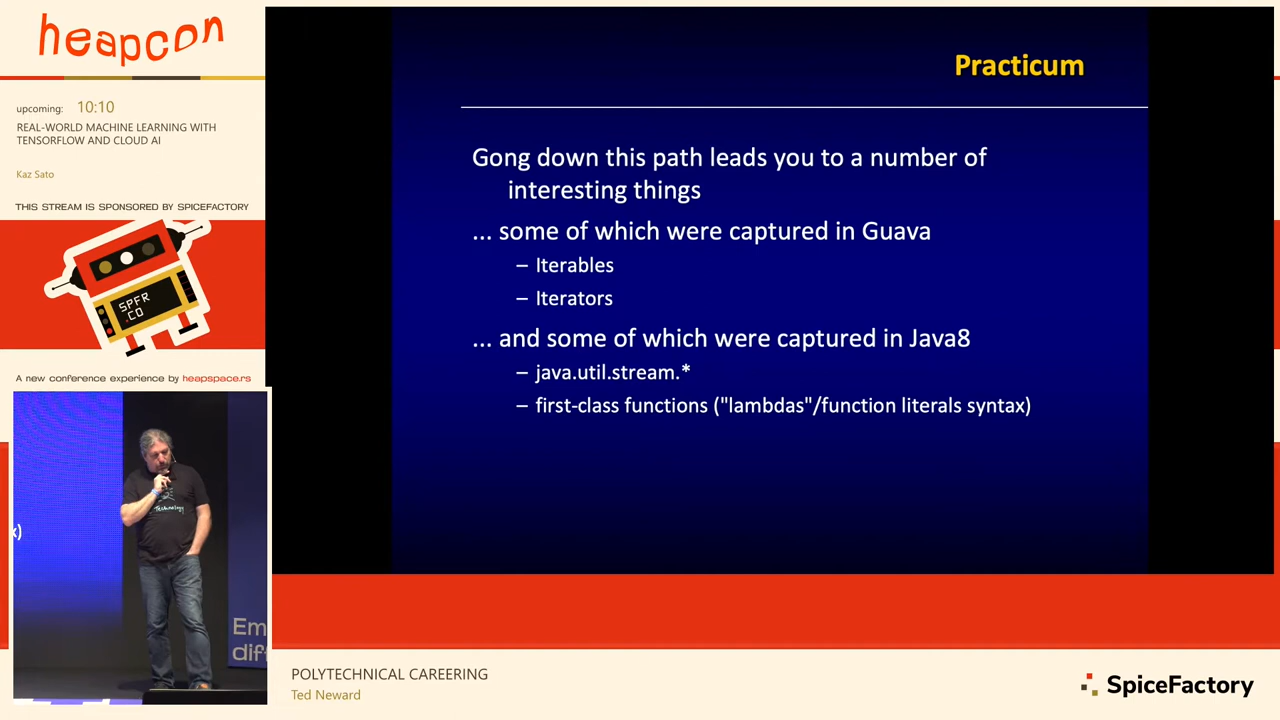 heapcon
upcoming: 10:10
REAL-WORLD MACHINE LEARNING WITH
TENSORFLOW AND CLOUD AI
Kaz Sato
THIS STREAM IS SPONSORED BY SPICEFACTORY
SPFR
.CO
A new conference experience by heapspace.rs
Practicum
Gong down this path leads you to a number of
interesting things
... some of which were captured in Guava
– Iterables
– Iterators
... and some of which were captured in Java8
– java.util.stream.*
– first-class functions ("lambdas"/function literals syntax)
x)
Technology
Em
diff
POLYTECHNICAL CAREERING
Ted Neward
SpiceFactory